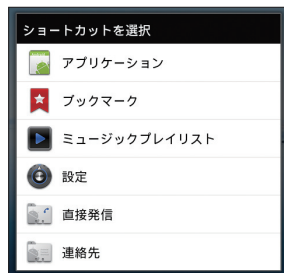 ショートカットを選択
アプリケーション
ブックマーク
ミュージックプレイリスト
設定
直接発信
連絡先